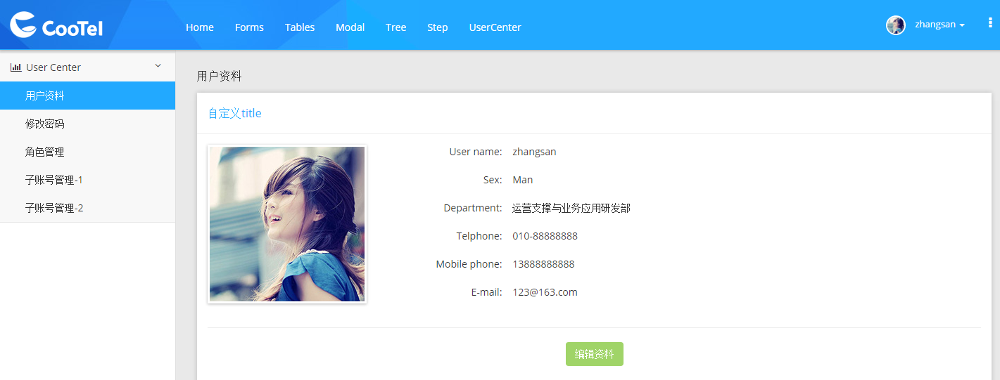 CooTel
Home Forms Tables Modal Tree Step UserCenter
zhangsan
User Center
用户资料
修改密码
角色管理
子账号管理-1
子账号管理-2
用户资料
自定义title
User name: zhangsan
Sex: Man
Department: 运营支撑与业务应用研发部
Telphone: 010-88888888
Mobile phone: 13888888888
E-mail: 123@163.com
编辑资料